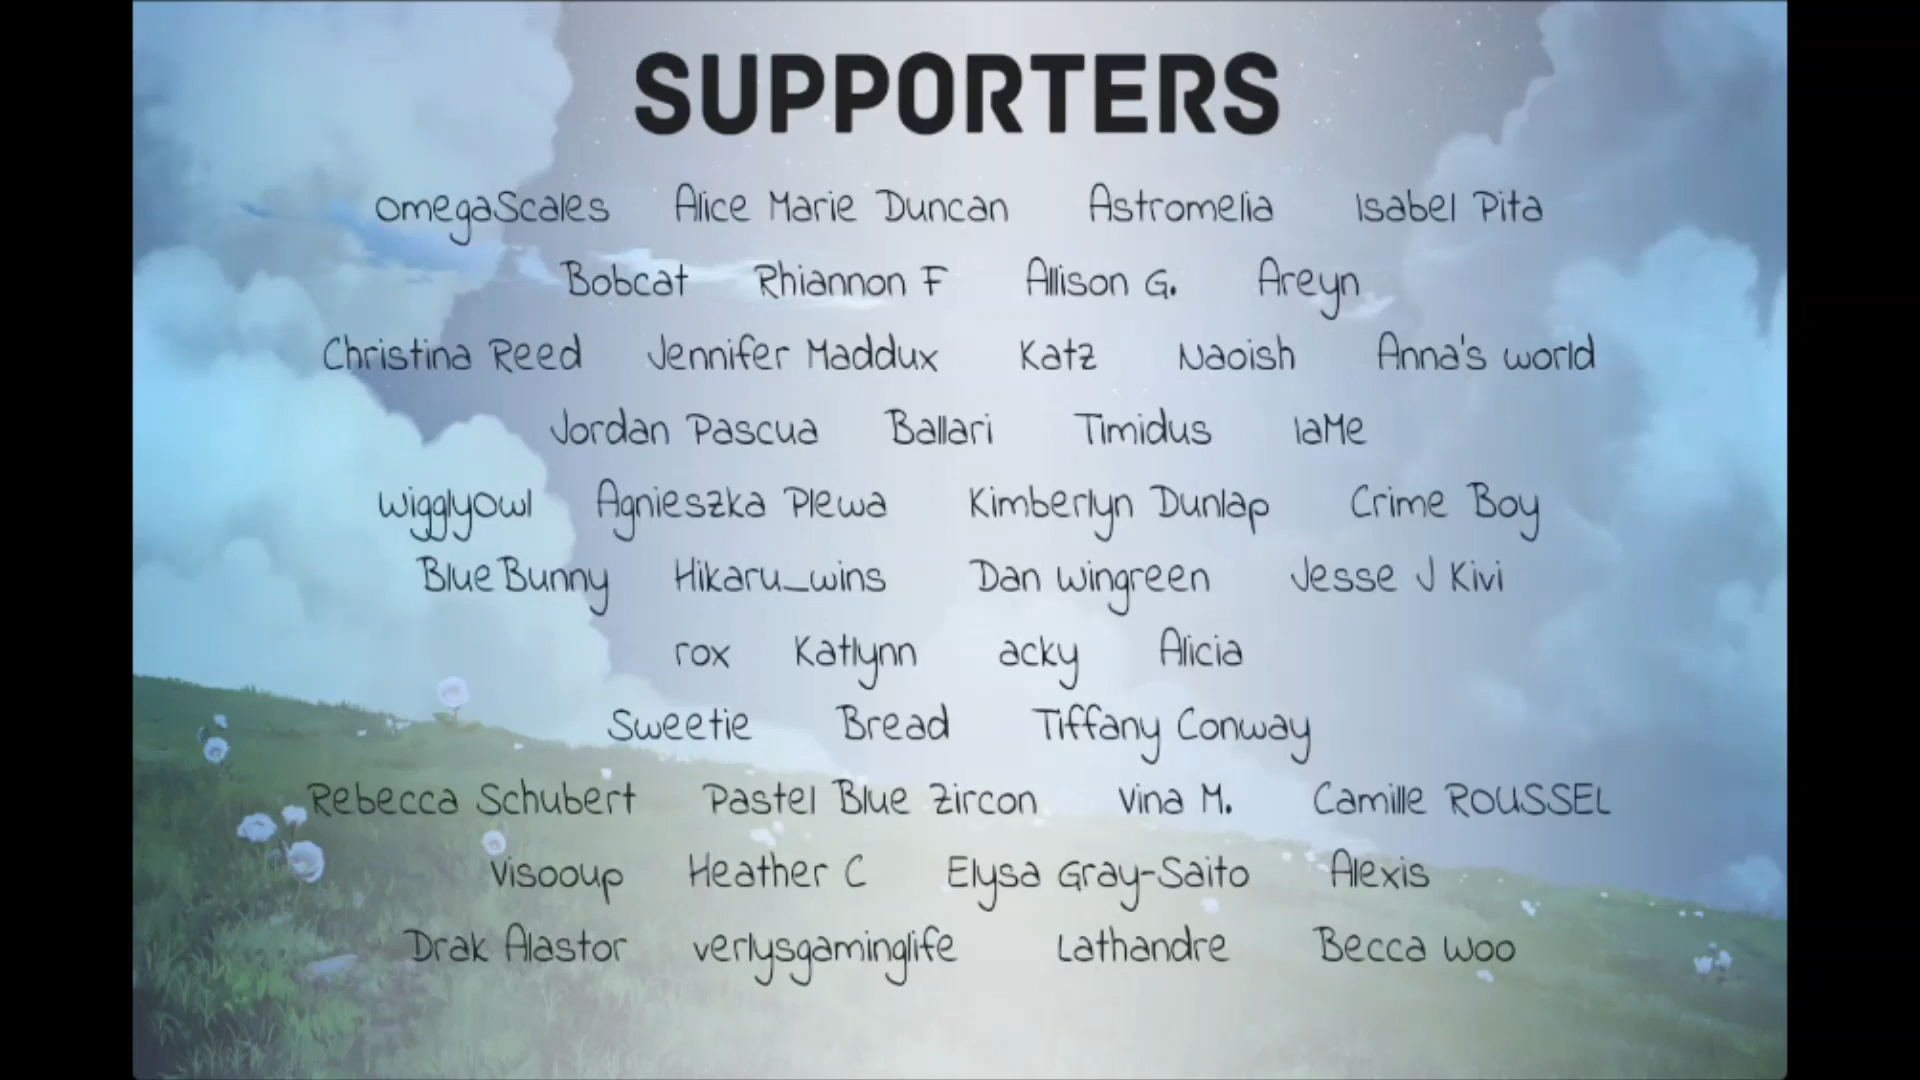 SUPPORTERS
omegaScales Alice Marie Duncan Astromelia Isabel Pita
Bobcat Rhiannon F Allison G. Areyn
Christina Reed Jennifer Maddux Katz Naoish Anna's world
Jordan Pascua Ballari Timidus IaMe
WigglyOwl Agnieszka Plewa Kimberlyn Dunlap Crime Boy
Blue Bunny Hikaru_wins Dan Wingreen Jesse J Kivi
rox Katlynn acky Alicia
Sweetie Bread Tiffany Conway
Rebecca Schubert Pastel Blue Zircon Vina M. Camille ROUSSEL
Visooup Heather C Elysa Gray-Saito Alexis
Drak Alastor verlysgaminglife Lathandre Becca Woo